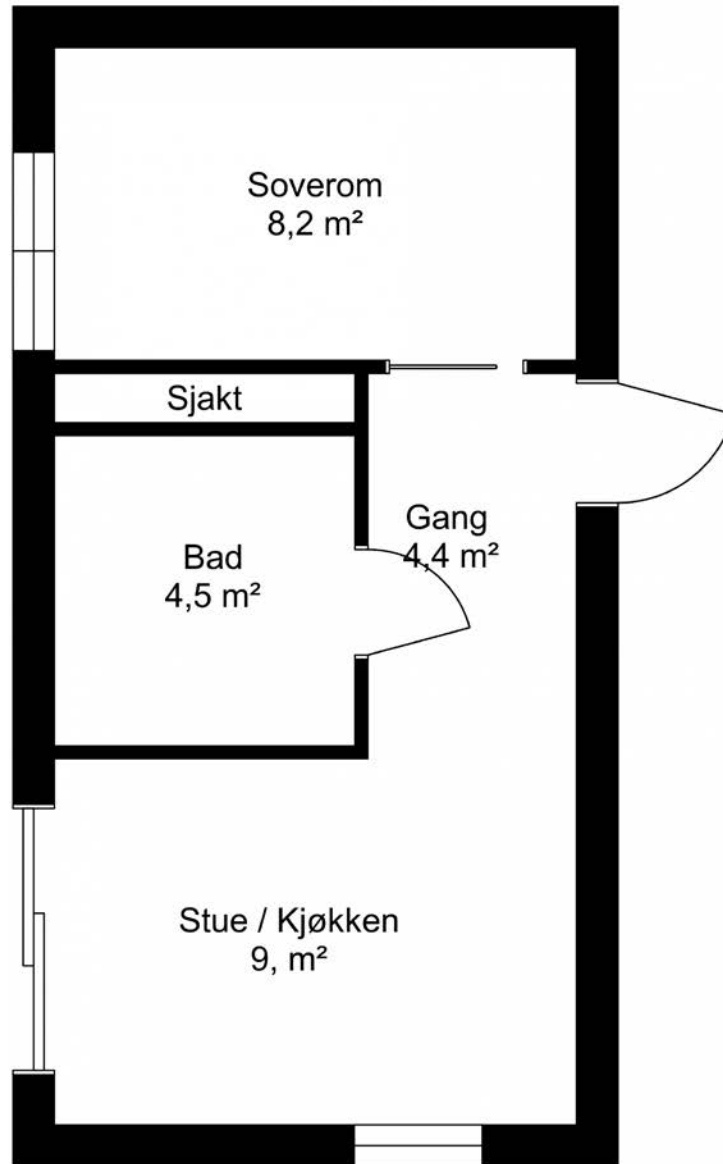 Soverom
8,2 m²
Sjakt
Gang
4,4 m²
Bad
4,5 m²
Stue / Kjøkken
9, m²